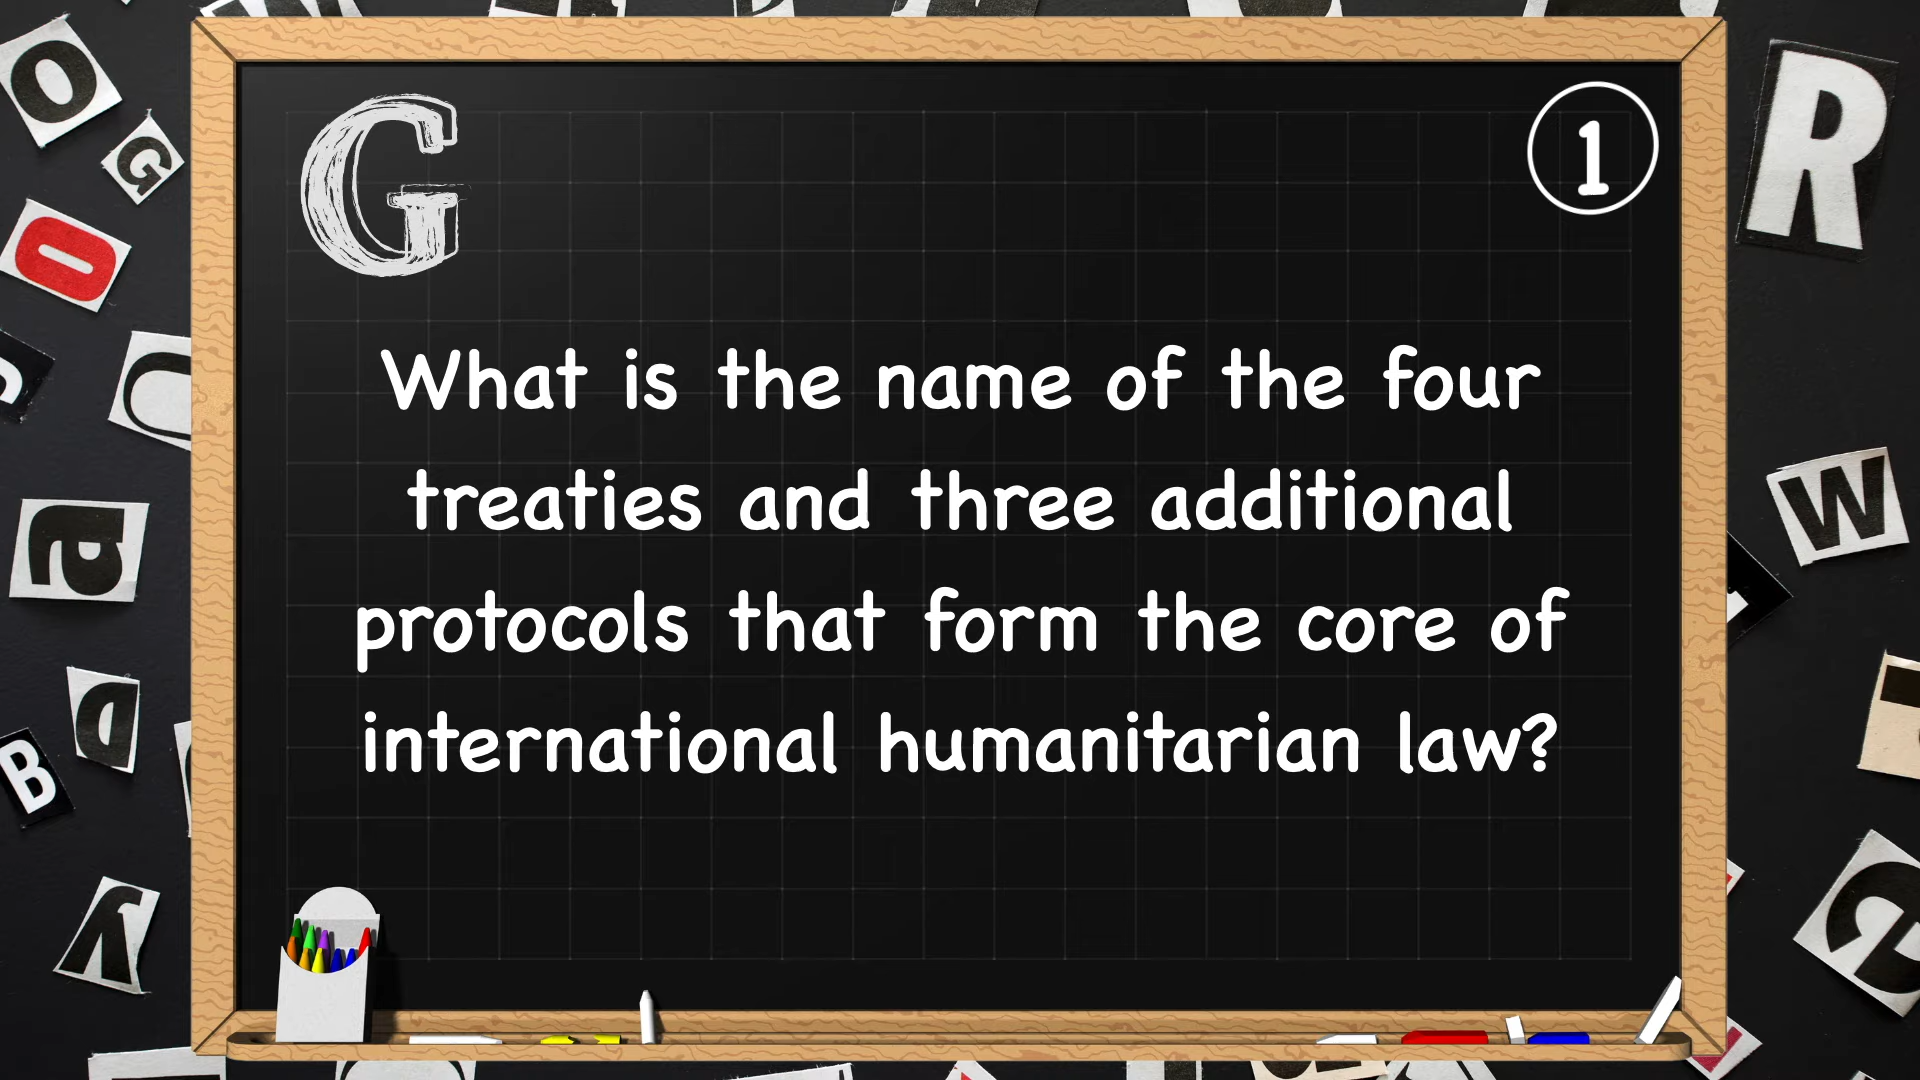 G
1
What is the name of the four
treaties and three additional
protocols that form the core of
international humanitarian law?
O
G
O
R
a
W
D
B
y
e